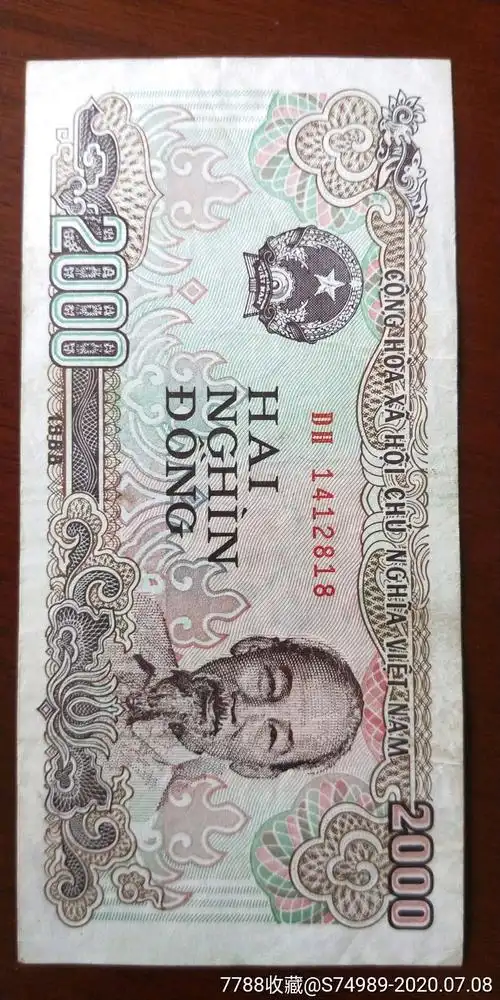 CỘNG HÒA XÃ HỘI CHỦ NGHĨA VIỆT NAM
DH 1412818
HAI
NGHÌN
ĐỒNG
2000
1988
2000
7788收藏@S74989-2020.07.08